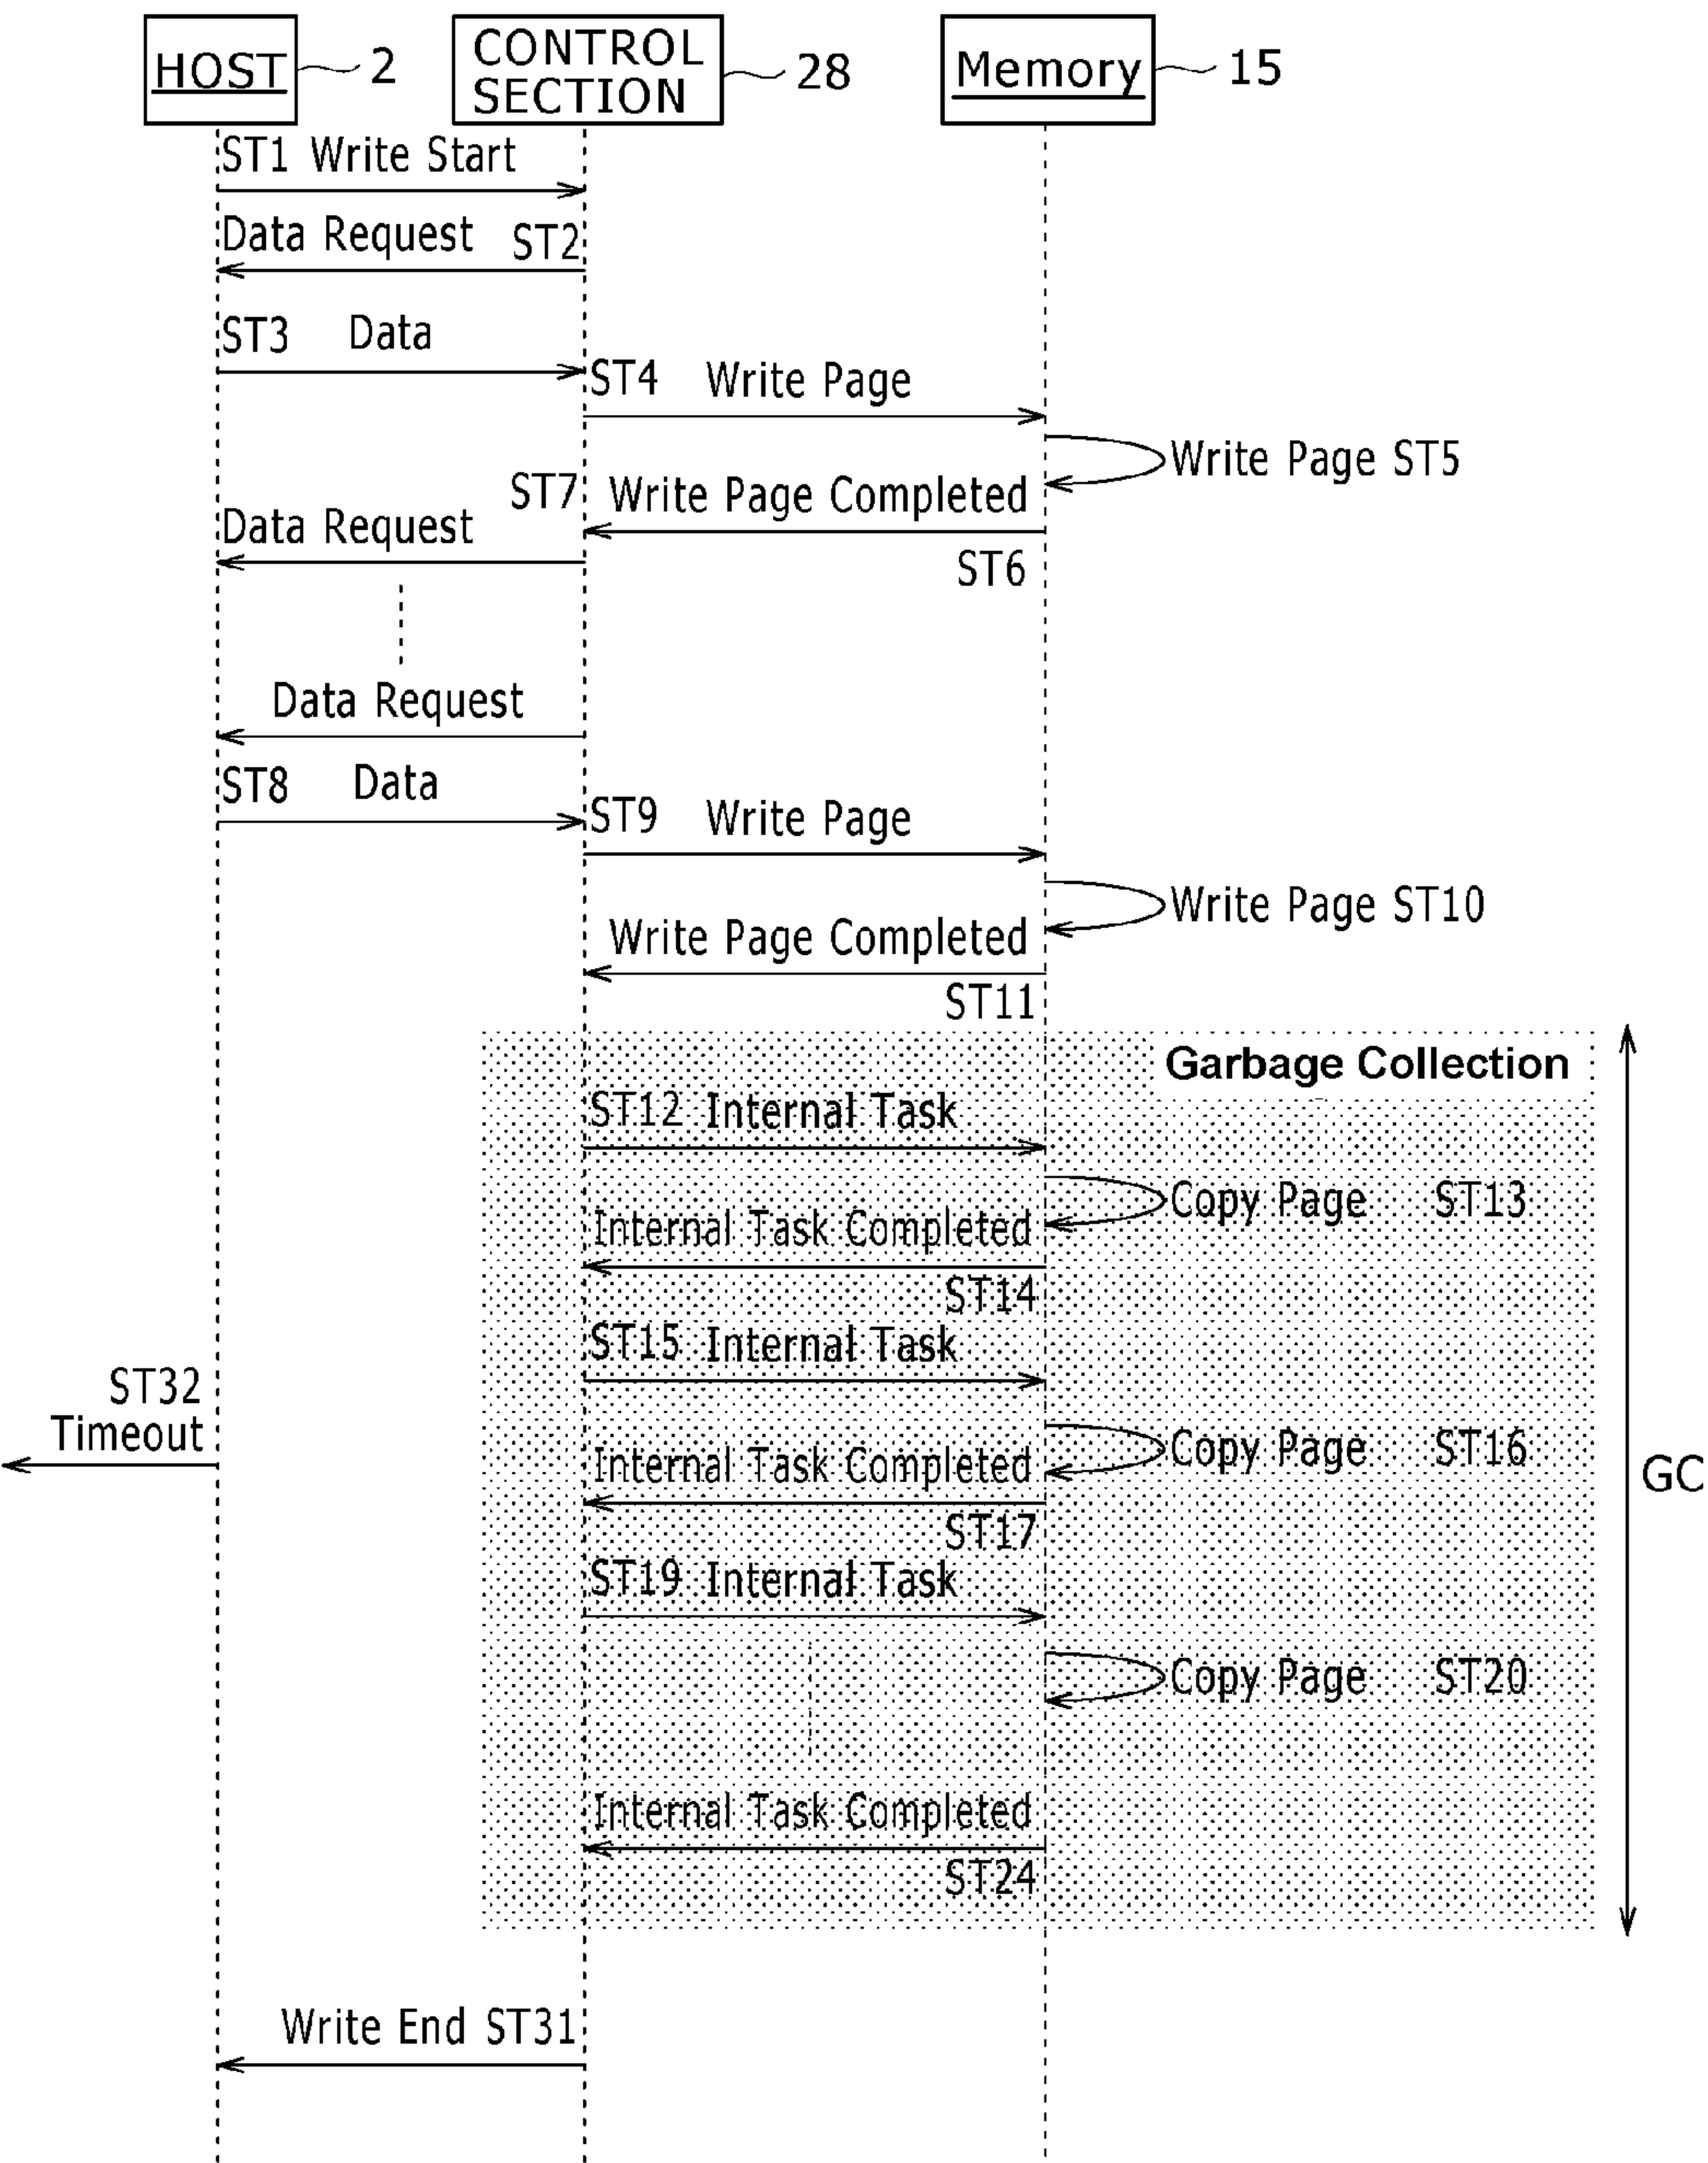 HOST 2
CONTROL
SECTION 28
Memory 15
ST1 Write Start
Data Request ST2
ST3 Data
ST4 Write Page
Write Page ST5
ST7 Write Page Completed
Data Request
ST6
Data Request
ST8 Data
ST9 Write Page
Write Page ST10
Write Page Completed
ST11
Garbage Collection
ST12 Internal Task
Copy Page ST13
Internal Task Completed
ST14
ST15 Internal Task
ST32
Timeout
Copy Page ST16
Internal Task Completed
GC
ST17
ST19 Internal Task
Copy Page ST20
Internal Task Completed
ST24
Write End ST31